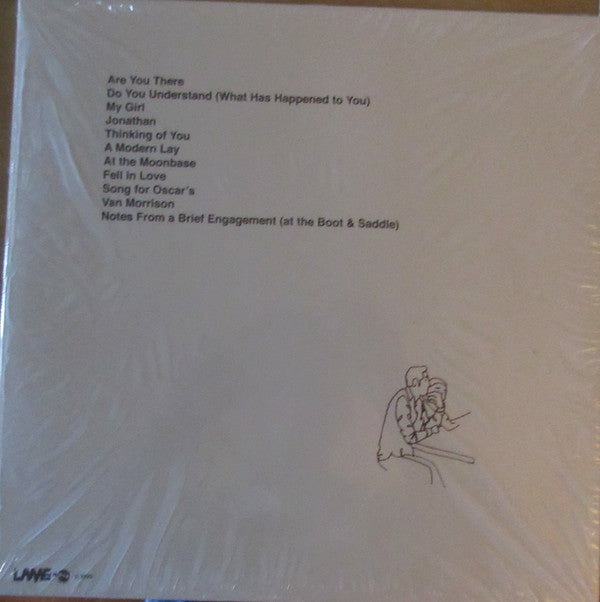 Are You There
Do You Understand (What Has Happened to You)
My Girl
Jonathan
Thinking of You
A Modern Lay
At the Moonbase
Fell in Love
Song for Oscar's
Van Morrison
Notes From a Brief Engagement (at the Boot & Saddle)